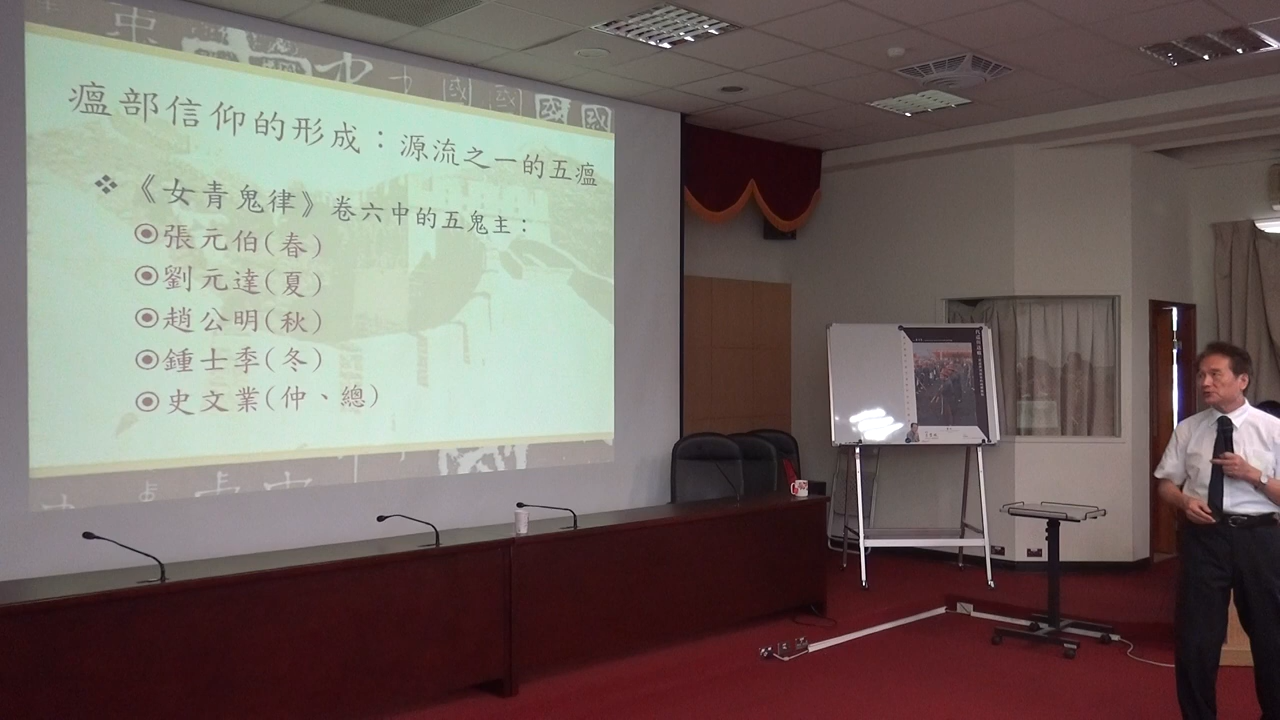 瘟部信仰的形成：源流之一的五瘟
《女青鬼律》卷六中的五鬼主：
張元伯(春)
劉元達(夏)
趙公明(秋)
鍾士季(冬)
史文業(仲、總)